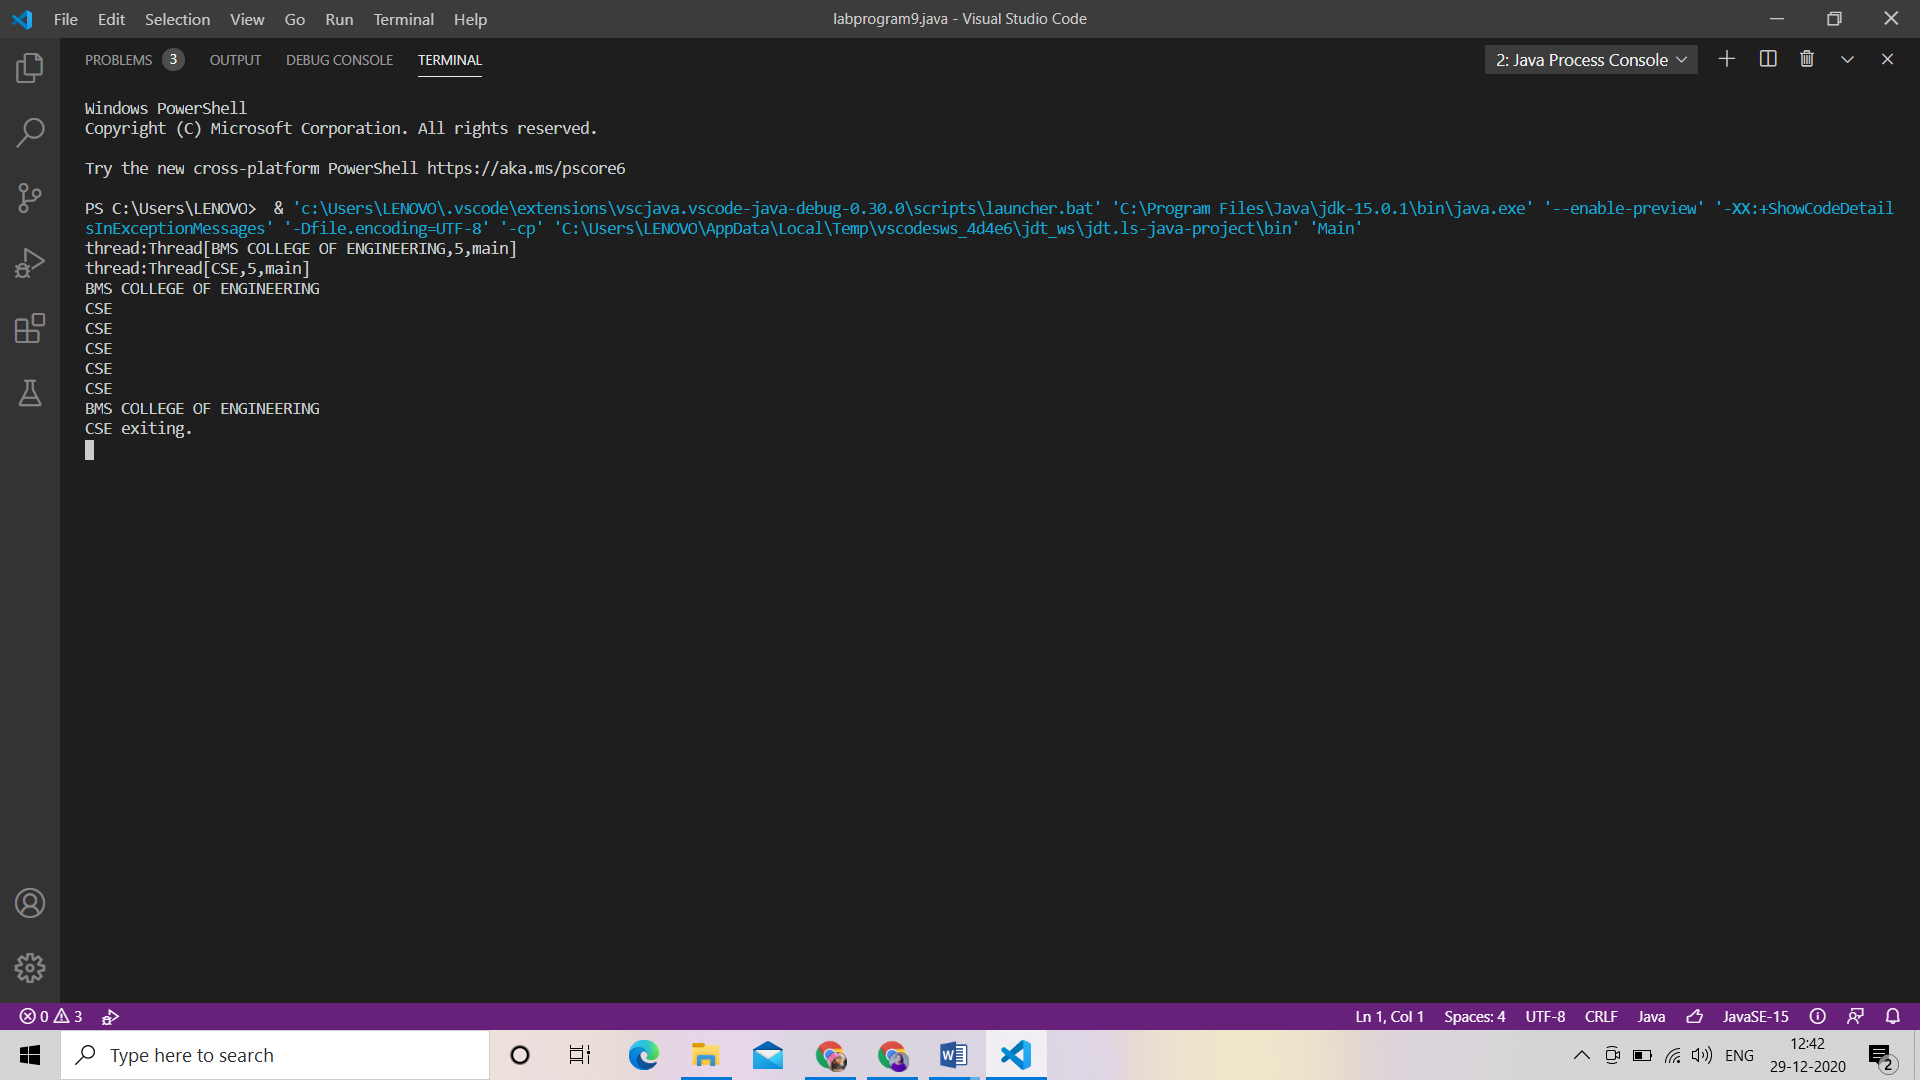 File Edit Selection View Go Run Terminal Help
labprogram9.java - Visual Studio Code
PROBLEMS 3 OUTPUT DEBUG CONSOLE TERMINAL
2: Java Process Console
Windows PowerShell
Copyright (C) Microsoft Corporation. All rights reserved.
Try the new cross-platform PowerShell https://aka.ms/pscore6
PS C:\Users\LENOVO>  & 'c:\Users\LENOVO\.vscode\extensions\vscjava.vscode-java-debug-0.30.0\scripts\launcher.bat' 'C:\Program Files\Java\jdk-15.0.1\bin\java.exe' '--enable-preview' '-XX:+ShowCodeDetail
sInExceptionMessages' '-Dfile.encoding=UTF-8' '-cp' 'C:\Users\LENOVO\AppData\Local\Temp\vscodesws_4d4e6\jdt_ws\jdt.ls-java-project\bin' 'Main'
thread:Thread[BMS COLLEGE OF ENGINEERING,5,main]
thread:Thread[CSE,5,main]
BMS COLLEGE OF ENGINEERING
CSE
CSE
CSE
CSE
CSE
BMS COLLEGE OF ENGINEERING
CSE exiting.
0 3
Ln 1, Col 1 Spaces: 4 UTF-8 CRLF Java JavaSE-15
Type here to search
ENG
12:42
29-12-2020
2